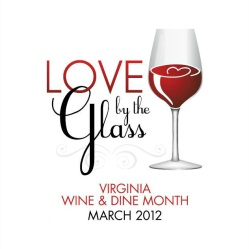 LOVE
by the
Glass
VIRGINIA
WINE & DINE MONTH
MARCH 2012